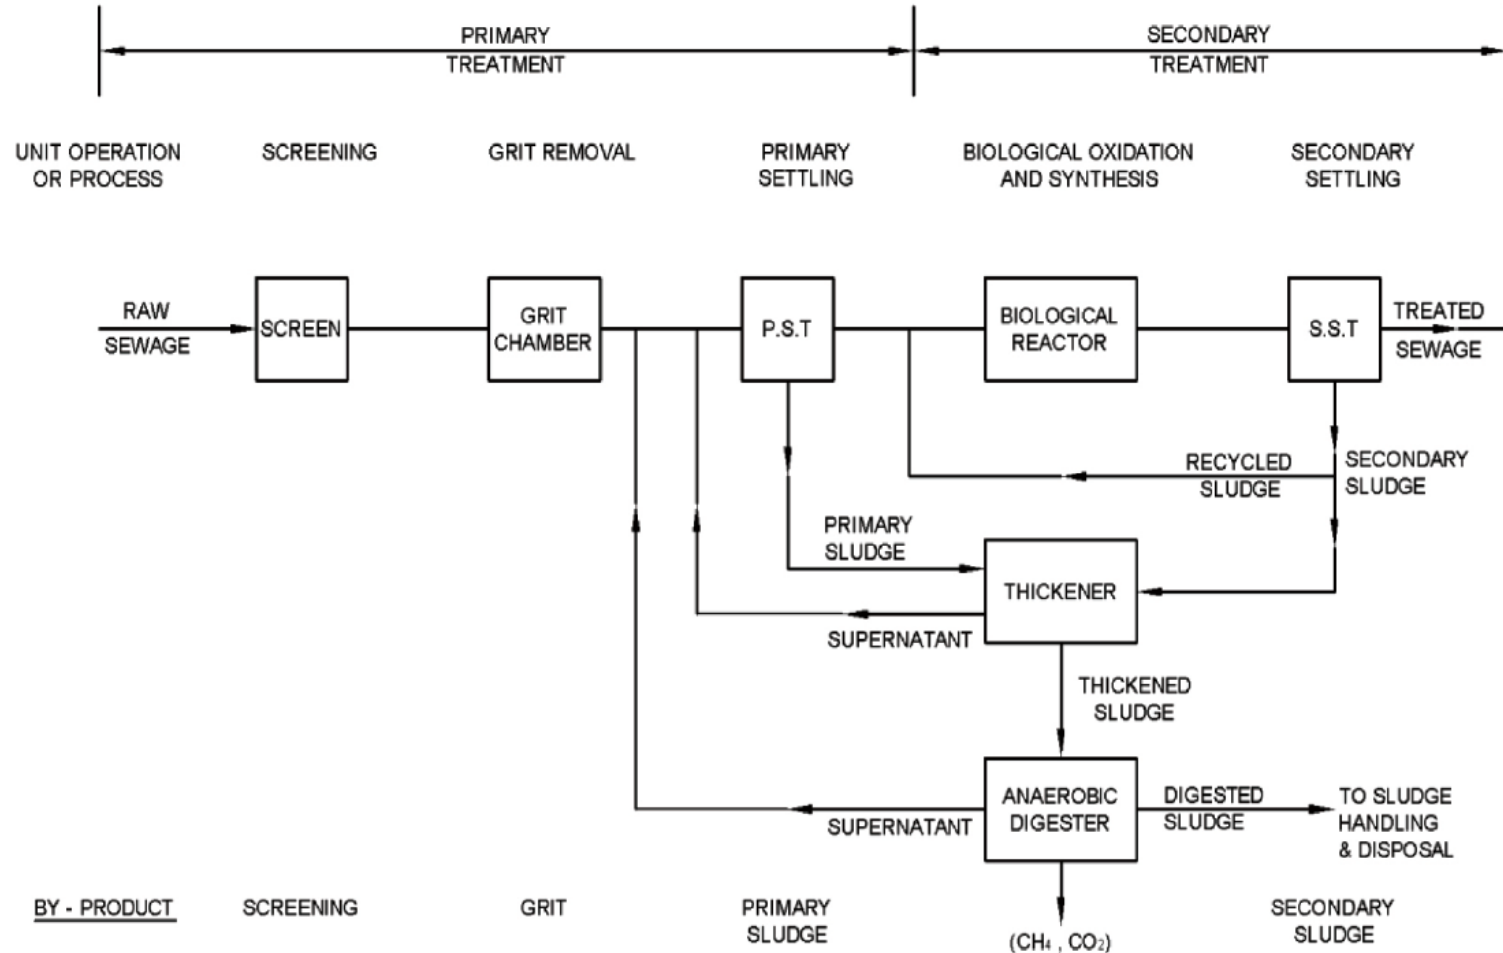 PRIMARY
TREATMENT
SECONDARY
TREATMENT
UNIT OPERATION
OR PROCESS
SCREENING
GRIT REMOVAL
PRIMARY
SETTLING
BIOLOGICAL OXIDATION
AND SYNTHESIS
SECONDARY
SETTLING
RAW
SEWAGE
SCREEN
GRIT
CHAMBER
P.S.T
BIOLOGICAL
REACTOR
S.S.T
TREATED
SEWAGE
RECYCLED
SLUDGE
SECONDARY
SLUDGE
PRIMARY
SLUDGE
THICKENER
SUPERNATANT
THICKENED
SLUDGE
ANAEROBIC
DIGESTER
DIGESTED
SLUDGE
TO SLUDGE
HANDLING
& DISPOSAL
SUPERNATANT
BY - PRODUCT
SCREENING
GRIT
PRIMARY
SLUDGE
(CH₄ , CO₂)
SECONDARY
SLUDGE